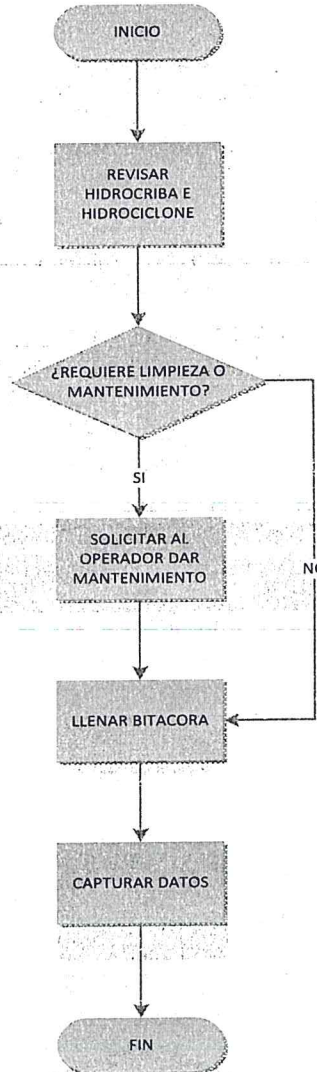 INICIO
REVISAR
HIDROCRIBA E
HIDROCICLONE
¿REQUIERE LIMPIEZA O
MANTENIMIENTO?
SI
SOLICITAR AL
OPERADOR DAR
MANTENIMIENTO
NO
LLENAR BITACORA
CAPTURAR DATOS
FIN